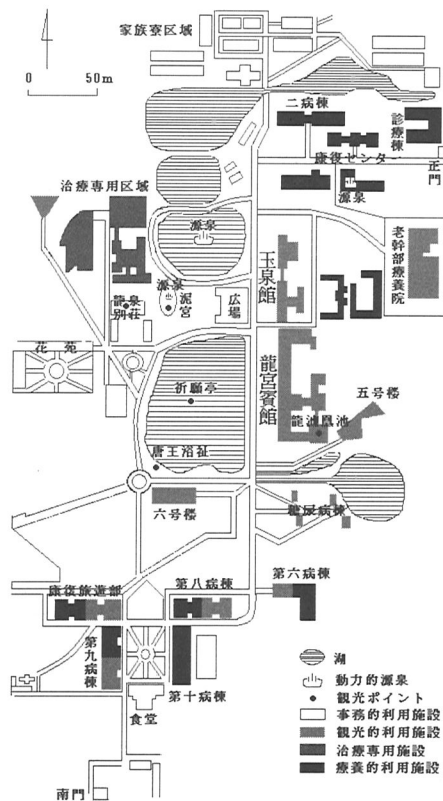 家族寮区域
0 50m
二病棟
診療棟
康復センター
正門
源泉
治療専用区域
源泉
老幹部療養院
玉泉館
龍泉別荘
源泉
泥宮
広場
花苑
龍宮賓館
祈願亭
五号楼
龍池凰池
唐王浴祉
六号楼
糖尿病棟
康復旅遊部
第八病棟
第六病棟
第九病棟
第十病棟
食堂
南門
湖
動力的源泉
観光ポイント
事務的利用施設
観光的利用施設
治療専用施設
療養的利用施設